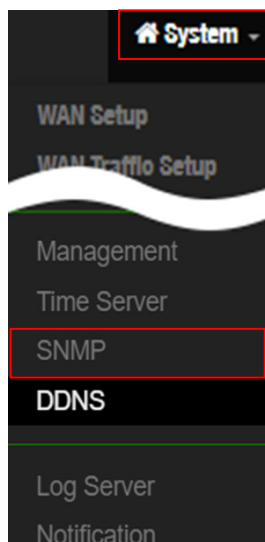 System
WAN Setup
WAN Traffic Setup
Management
Time Server
SNMP
DDNS
Log Server
Notification